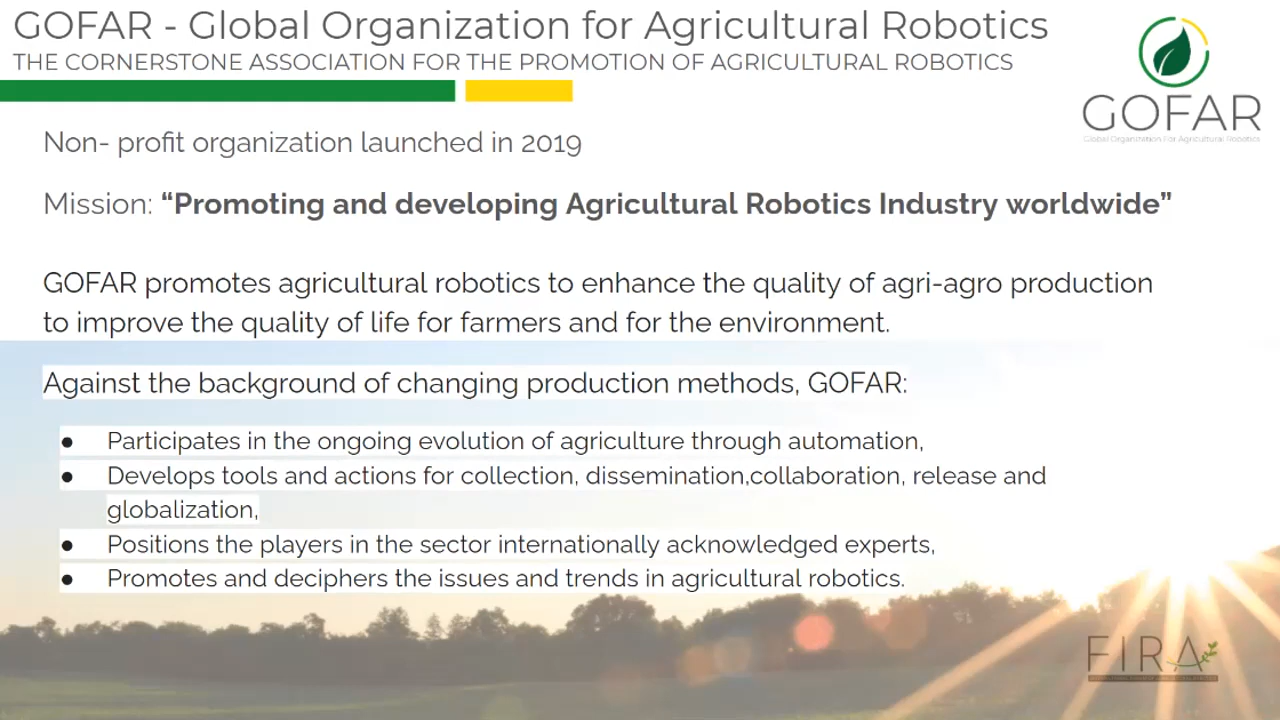 GOFAR - Global Organization for Agricultural Robotics
THE CORNERSTONE ASSOCIATION FOR THE PROMOTION OF AGRICULTURAL ROBOTICS
GOFAR
Global Organization For Agricultural Robotics
Non- profit organization launched in 2019
Mission: “Promoting and developing Agricultural Robotics Industry worldwide”
GOFAR promotes agricultural robotics to enhance the quality of agri-agro production
to improve the quality of life for farmers and for the environment.
Against the background of changing production methods, GOFAR:
● Participates in the ongoing evolution of agriculture through automation,
● Develops tools and actions for collection, dissemination,collaboration, release and
globalization,
● Positions the players in the sector internationally acknowledged experts,
● Promotes and deciphers the issues and trends in agricultural robotics.
FIRA